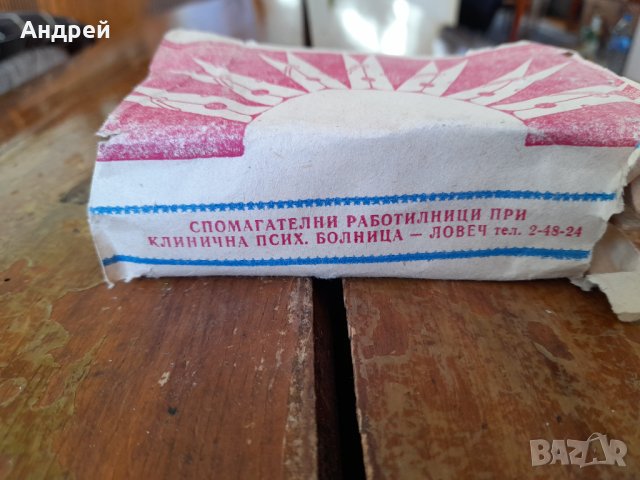 Андрей
СПОМАГАТЕЛНИ РАБОТИЛНИЦИ ПРИ
КЛИНИЧНА ПСИХ. БОЛНИЦА – ЛОВЕЧ тел. 2-48-24
BAZAR